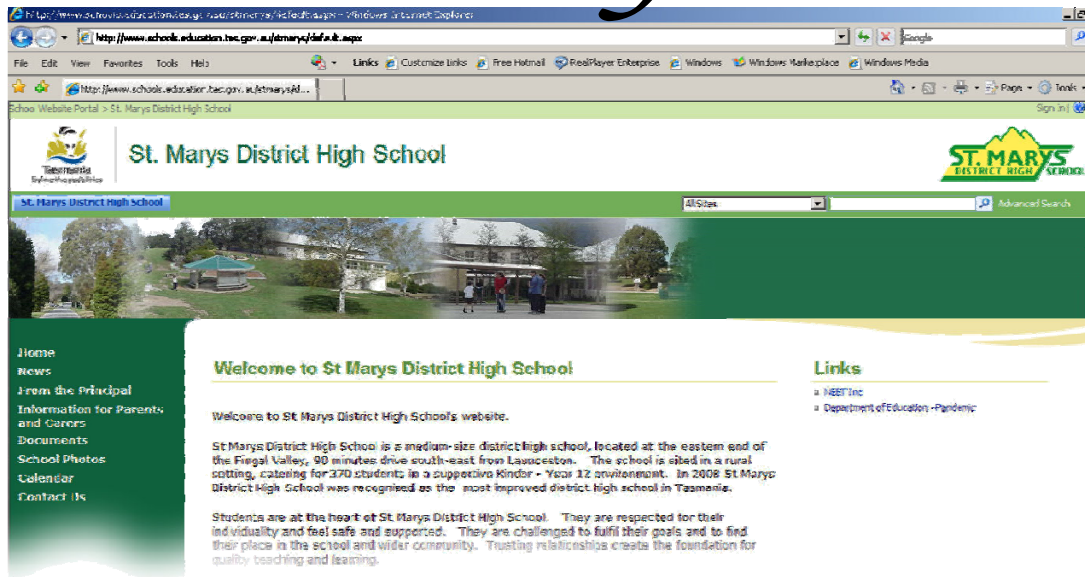 Windows Internet Explorer
http://www.schools.education.tas.gov.au/stmarys/default.aspx
Google
File Edit View Favorites Tools Help
Links Customize Links Free Hotmail RealPlayer Enterprise Windows Windows Marketplace Windows Media
Page Tools
School Website Portal > St. Marys District High School
Sign In
Tasmania
St. Marys District High School
ST. MARYS
DISTRICT HIGH SCHOOL
St. Marys District High School
All Sites
Advanced Search
Home
News
From the Principal
Information for Parents
and Carers
Documents
School Photos
Calendar
Contact Us
Welcome to St Marys District High School
Welcome to St Marys District High School's website.
St Marys District High School is a medium-size district high school, located at the eastern end of
the Fingal Valley, 90 minutes drive south-east from Launceston. The school is sited in a rural
setting, catering for 370 students in a supportive Kinder - Year 12 environment. In 2008 St Marys
District High School was recognised as the most improved district high school in Tasmania.
Students are at the heart of St. Marys District High School. They are respected for their
individuality and feel safe and supported. They are challenged to fulfil their goals and to find
their place in the school and wider community. Trusting relationships create the foundation for
quality teaching and learning.
Links
NEET Inc
Department of Education - Pandemic